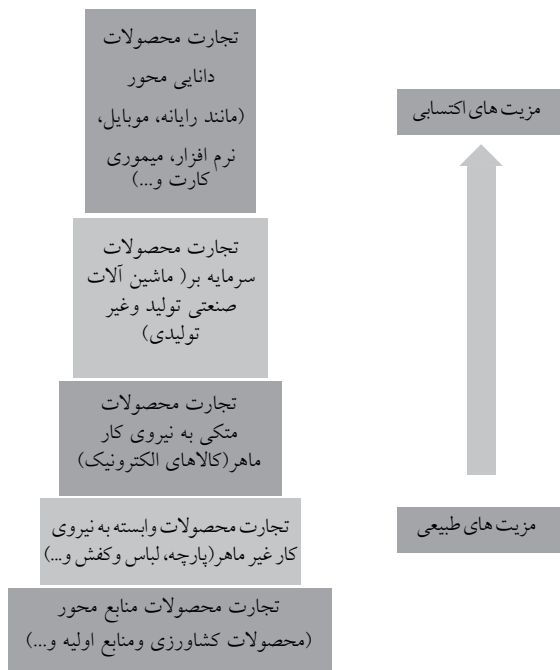 تجارت محصولات
دانایی محور
(مانند رایانه، موبایل،
نرم افزار، میموری
کارت و...)
مزیت های اکتسابی
تجارت محصولات
سرمایه بر( ماشین آلات
صنعتی تولید وغیر
تولیدی)
تجارت محصولات
متکی به نیروی کار
ماهر(کالاهای الکترونیک)
تجارت محصولات وابسته به نیروی
کار غیر ماهر(پارچه، لباس وکفش و...)
مزیت های طبیعی
تجارت محصولات منابع محور
(محصولات کشاورزی ومنابع اولیه و...)